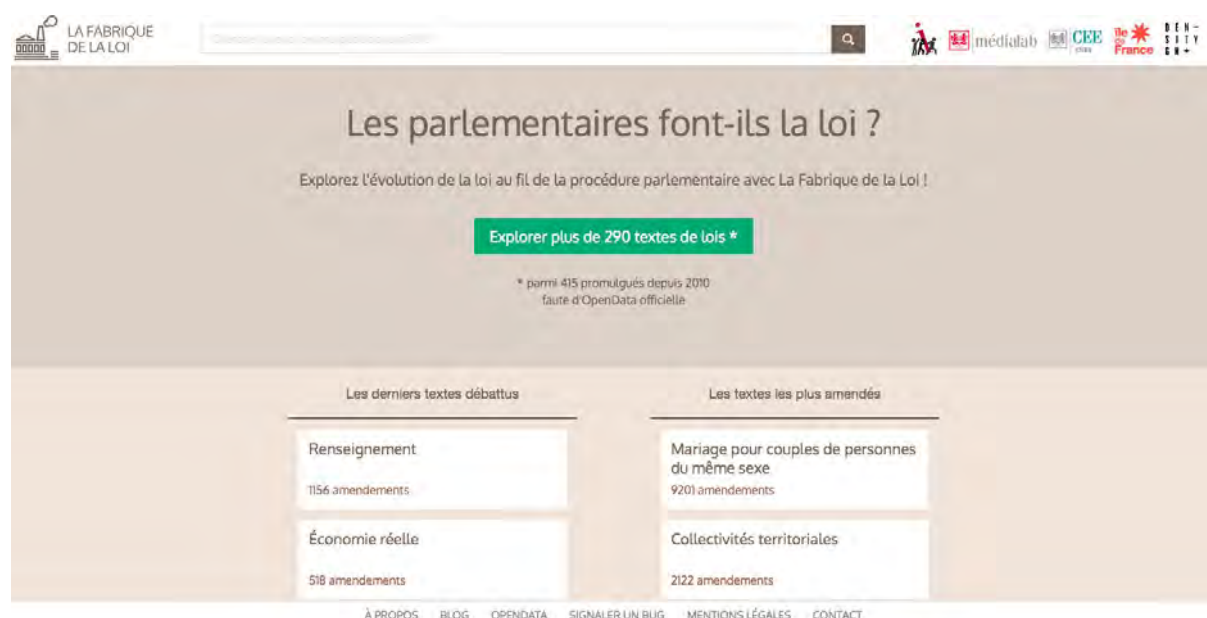 LA FABRIQUE
DE LA LOI
médialab
CEE
île de France
DEN-
SITY
Les parlementaires font-ils la loi ?
Explorez l'évolution de la loi au fil de la procédure parlementaire avec La Fabrique de la Loi !
Explorer plus de 290 textes de lois *
* parmi 415 promulgués depuis 2010
faute d'OpenData officielle
Les derniers textes débattus
Les textes les plus amendés
Renseignement
1156 amendements
Mariage pour couples de personnes
du même sexe
9201 amendements
Économie réelle
518 amendements
Collectivités territoriales
2122 amendements
À PROPOS BLOG OPENDATA SIGNALER UN BUG MENTIONS LÉGALES CONTACT